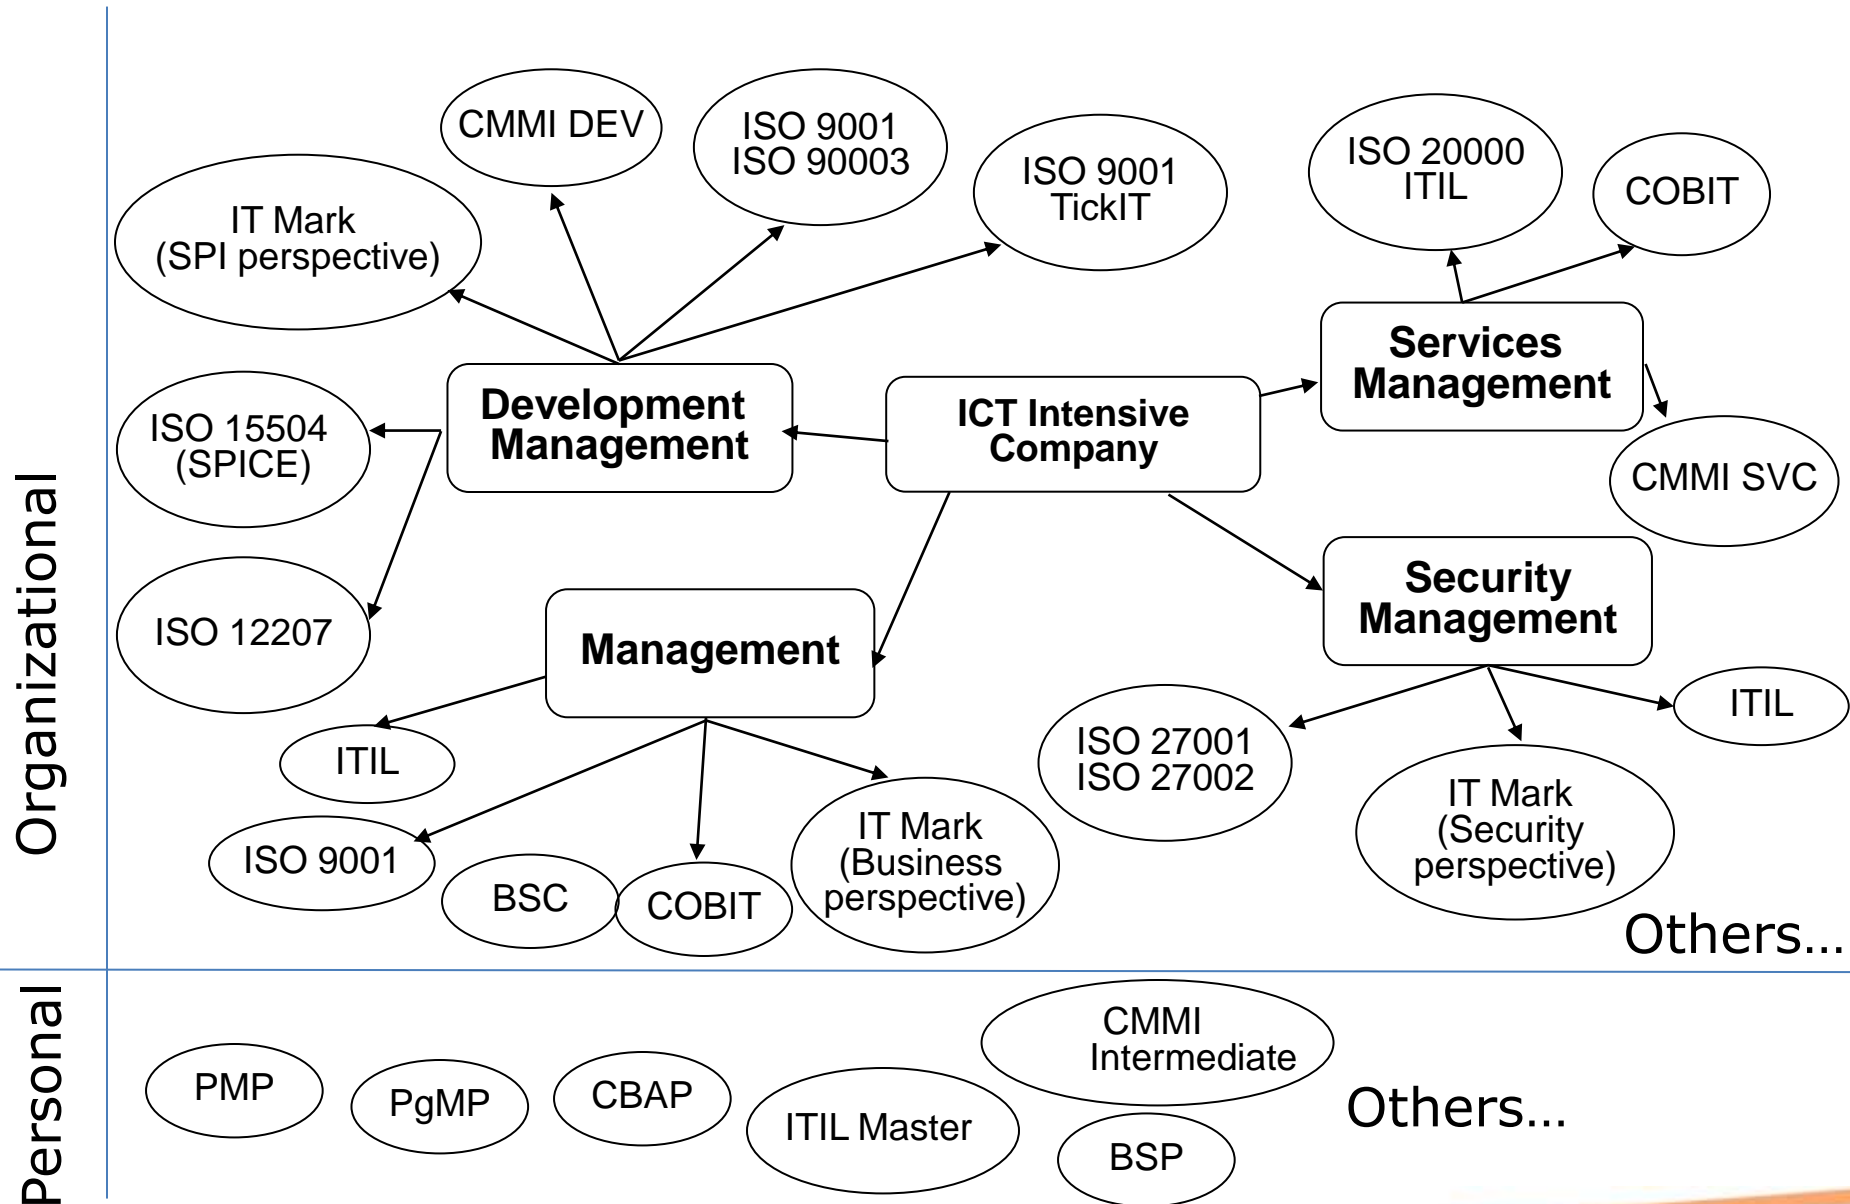 Organizational
CMMI DEV
ISO 9001
ISO 90003
ISO 9001
TickIT
ISO 20000
ITIL
COBIT
IT Mark
(SPI perspective)
Services
Management
Development
Management
ICT Intensive
Company
ISO 15504
(SPICE)
CMMI SVC
Security
Management
ISO 12207
Management
ITIL
ITIL
ISO 27001
ISO 27002
IT Mark
(Security
perspective)
ISO 9001
BSC
COBIT
IT Mark
(Business
perspective)
Others...
Personal
PMP
PgMP
CBAP
ITIL Master
CMMI
Intermediate
BSP
Others...